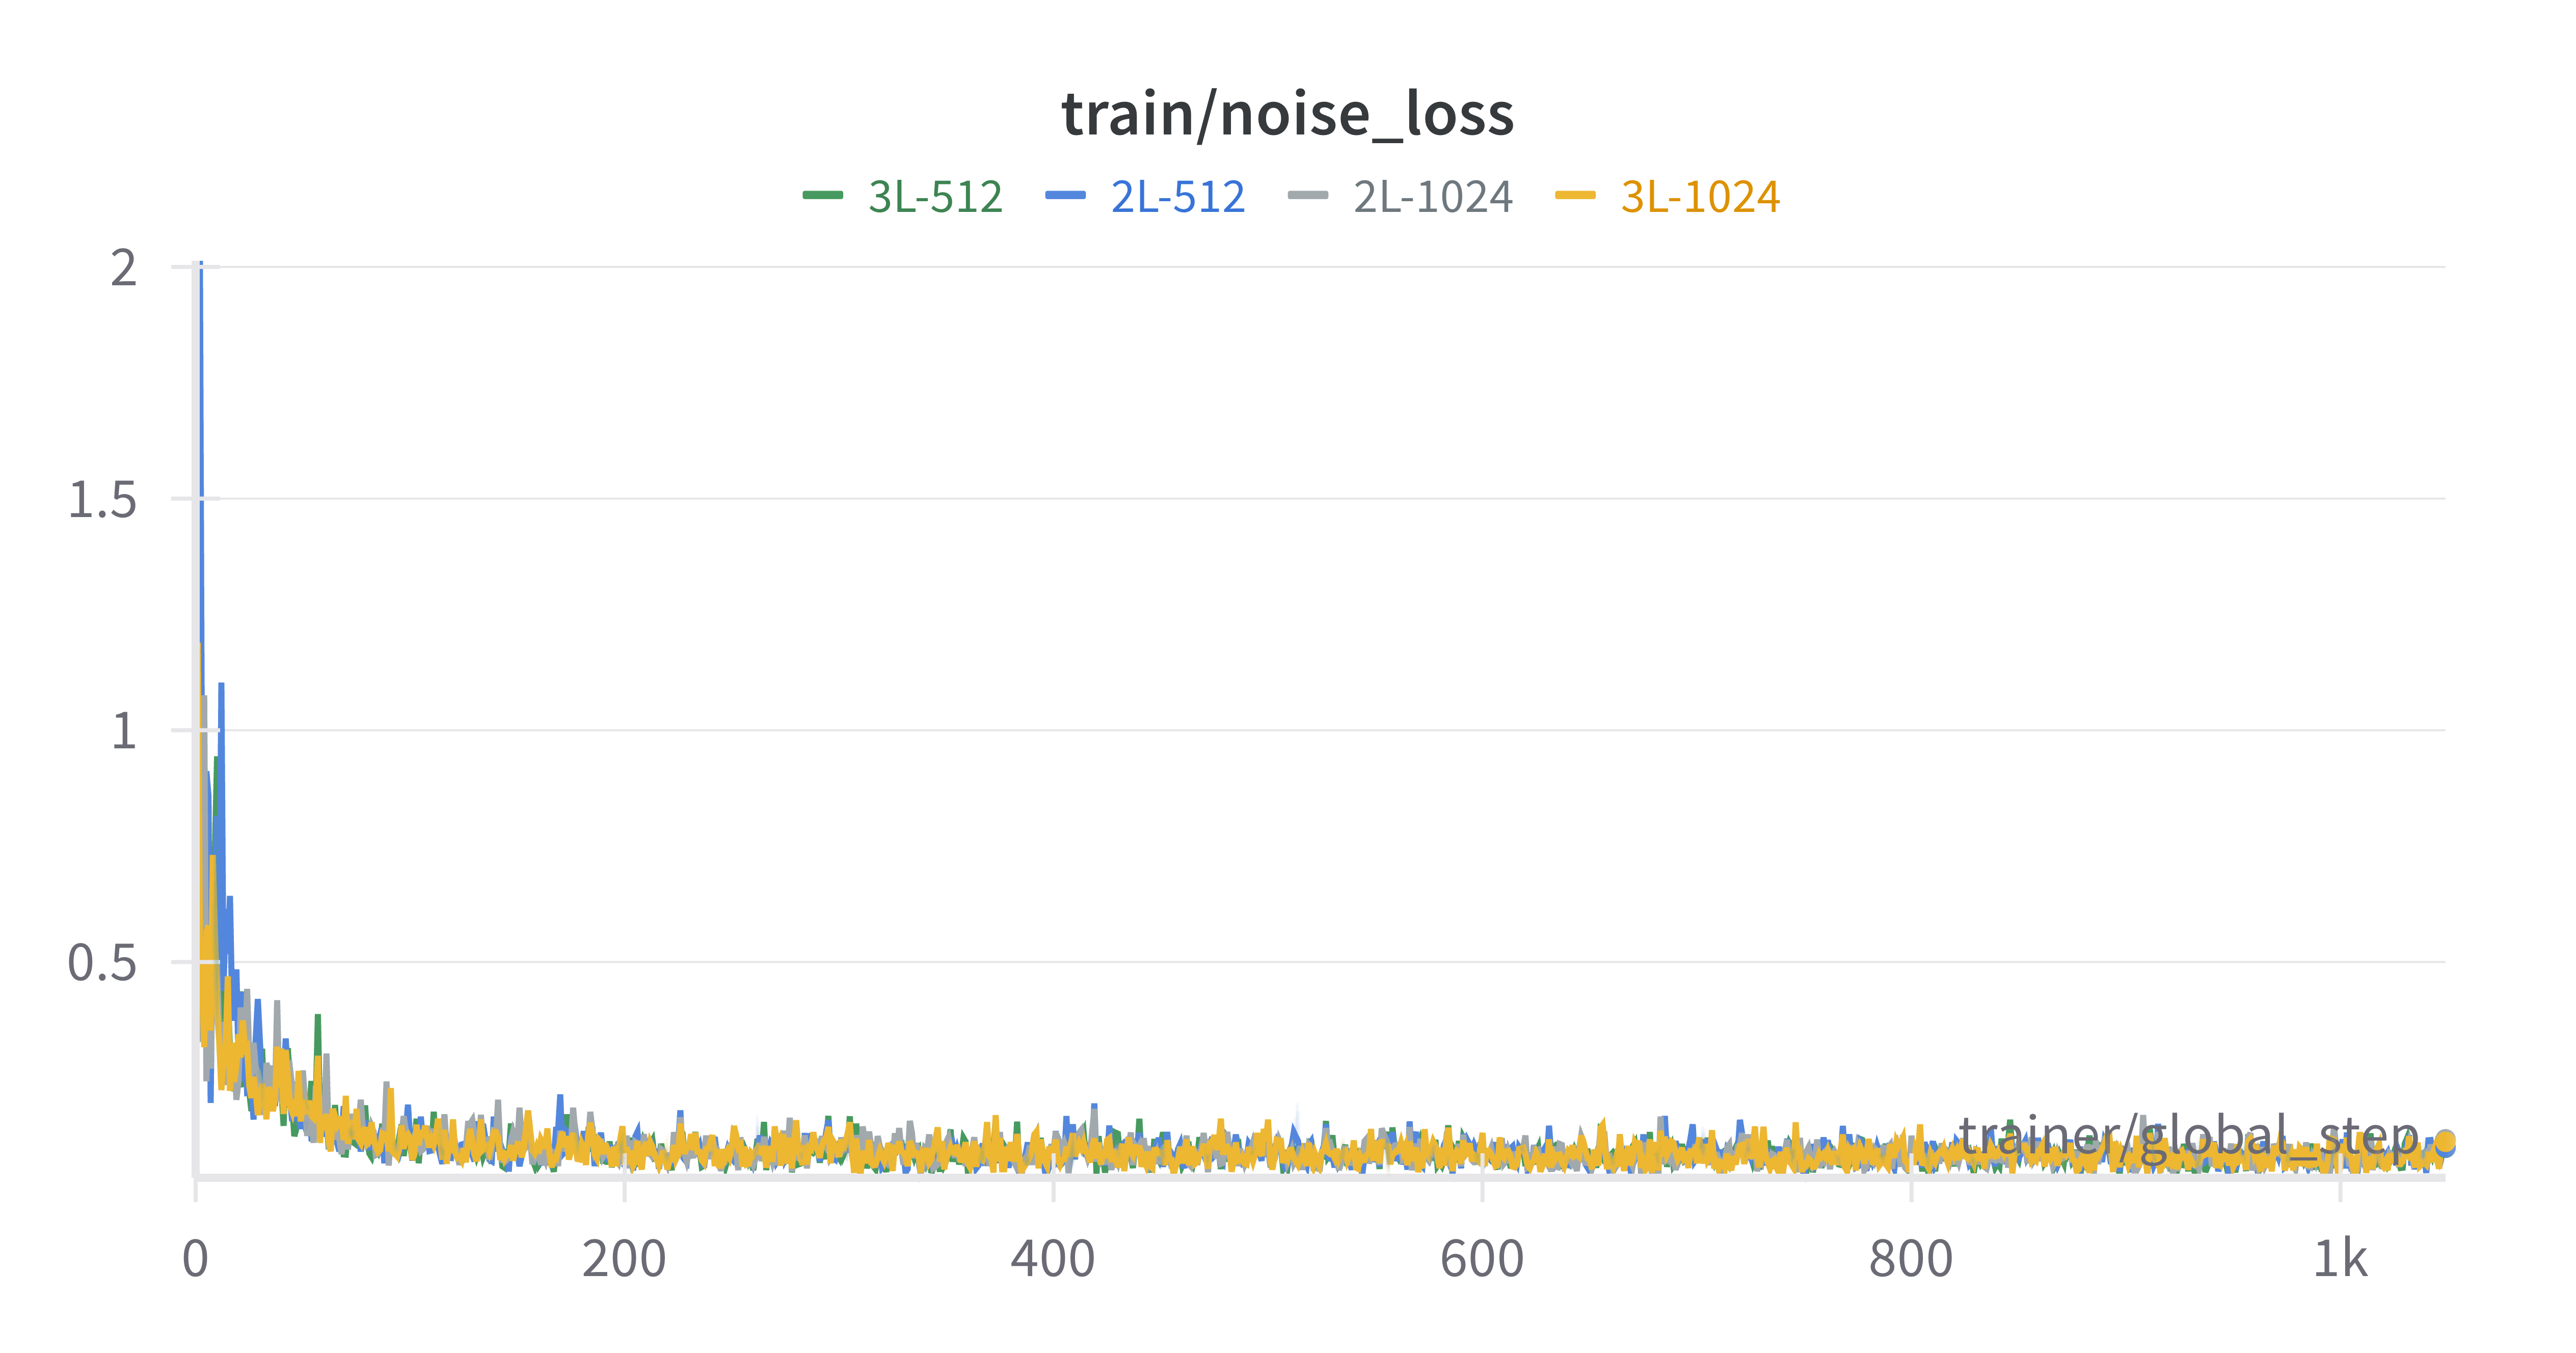 train/noise_loss
3L-512 2L-512 2L-1024 3L-1024
2
1.5
1
0.5
trainer/global_step
0 200 400 600 800 1k